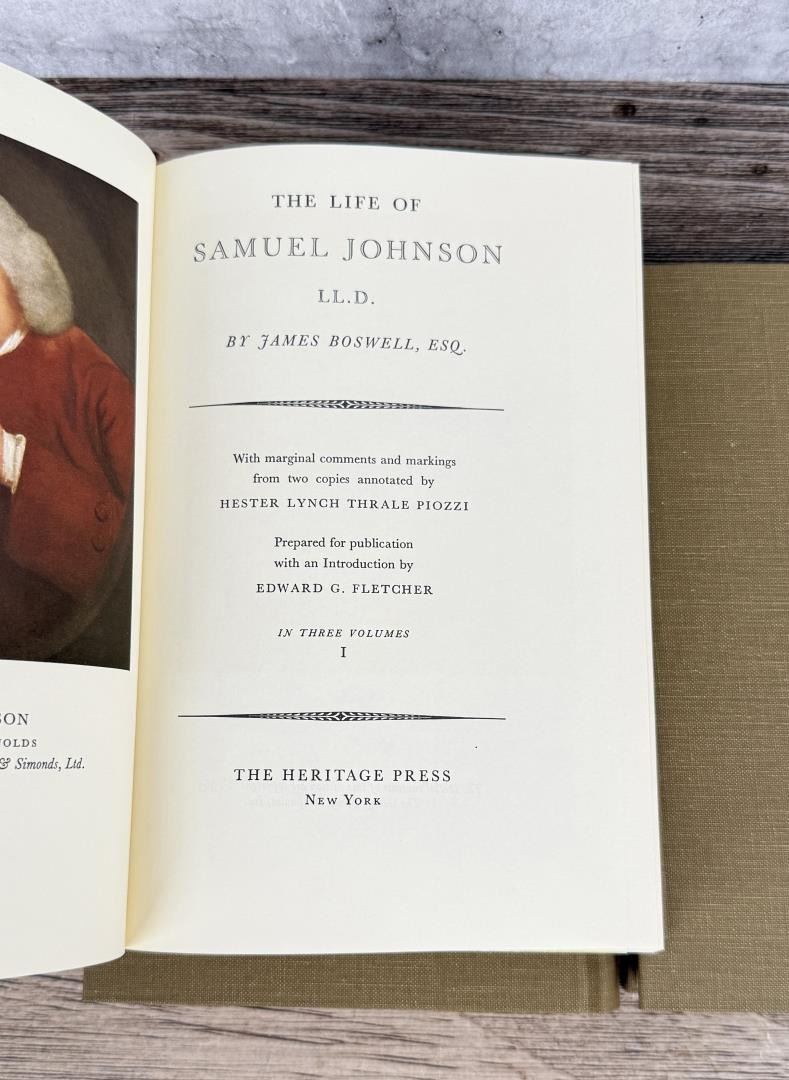 SON
OLDS
& Simonds, Ltd.
THE LIFE OF
SAMUEL JOHNSON
LL.D.
BY JAMES BOSWELL, ESQ.
With marginal comments and markings
from two copies annotated by
HESTER LYNCH THRALE PIOZZI
Prepared for publication
with an Introduction by
EDWARD G. FLETCHER
IN THREE VOLUMES
I
THE HERITAGE PRESS
NEW YORK